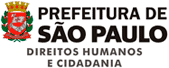 PREFEITURA DE
SÃO PAULO
DIREITOS HUMANOS
E CIDADANIA